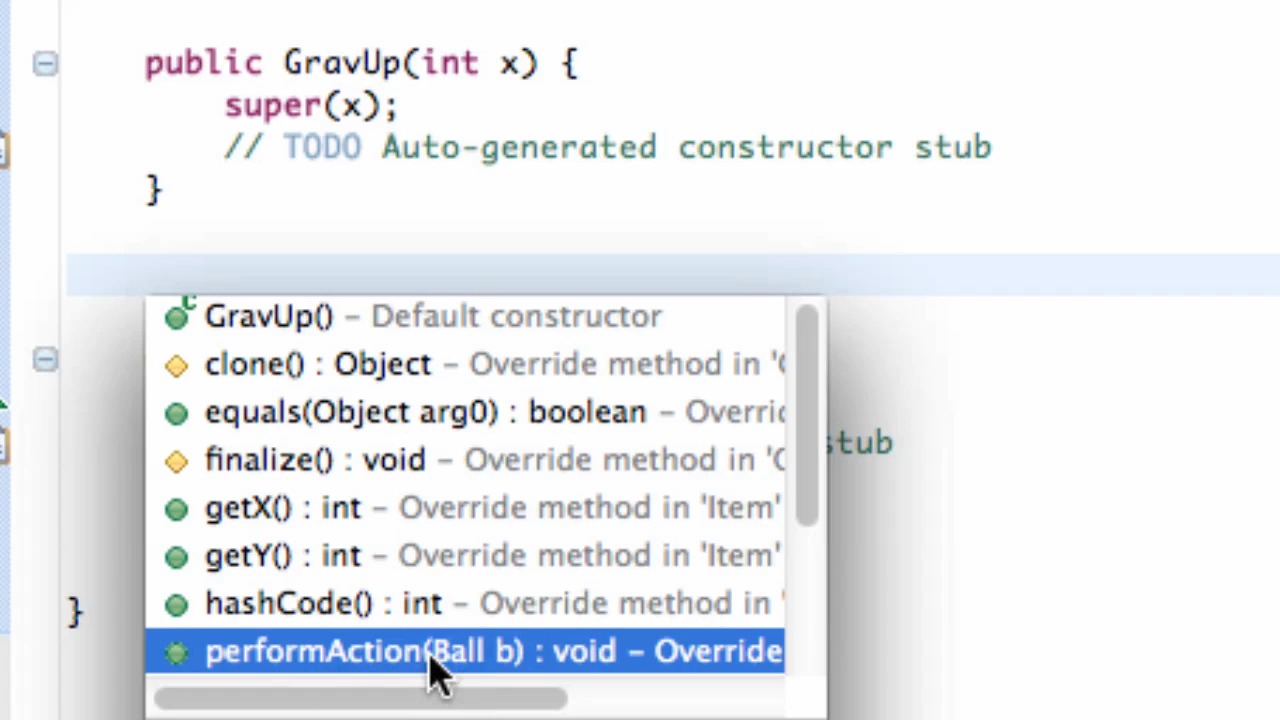 public GravUp(int x) {
super(x);
// TODO Auto-generated constructor stub
}
GravUp() – Default constructor
clone() : Object – Override method in '
equals(Object arg0) : boolean – Overri
finalize() : void – Override method in '
getX() : int – Override method in 'Item'
getY() : int – Override method in 'Item'
stub
hashCode() : int – Override method in '
}
performAction(Ball b) : void – Override